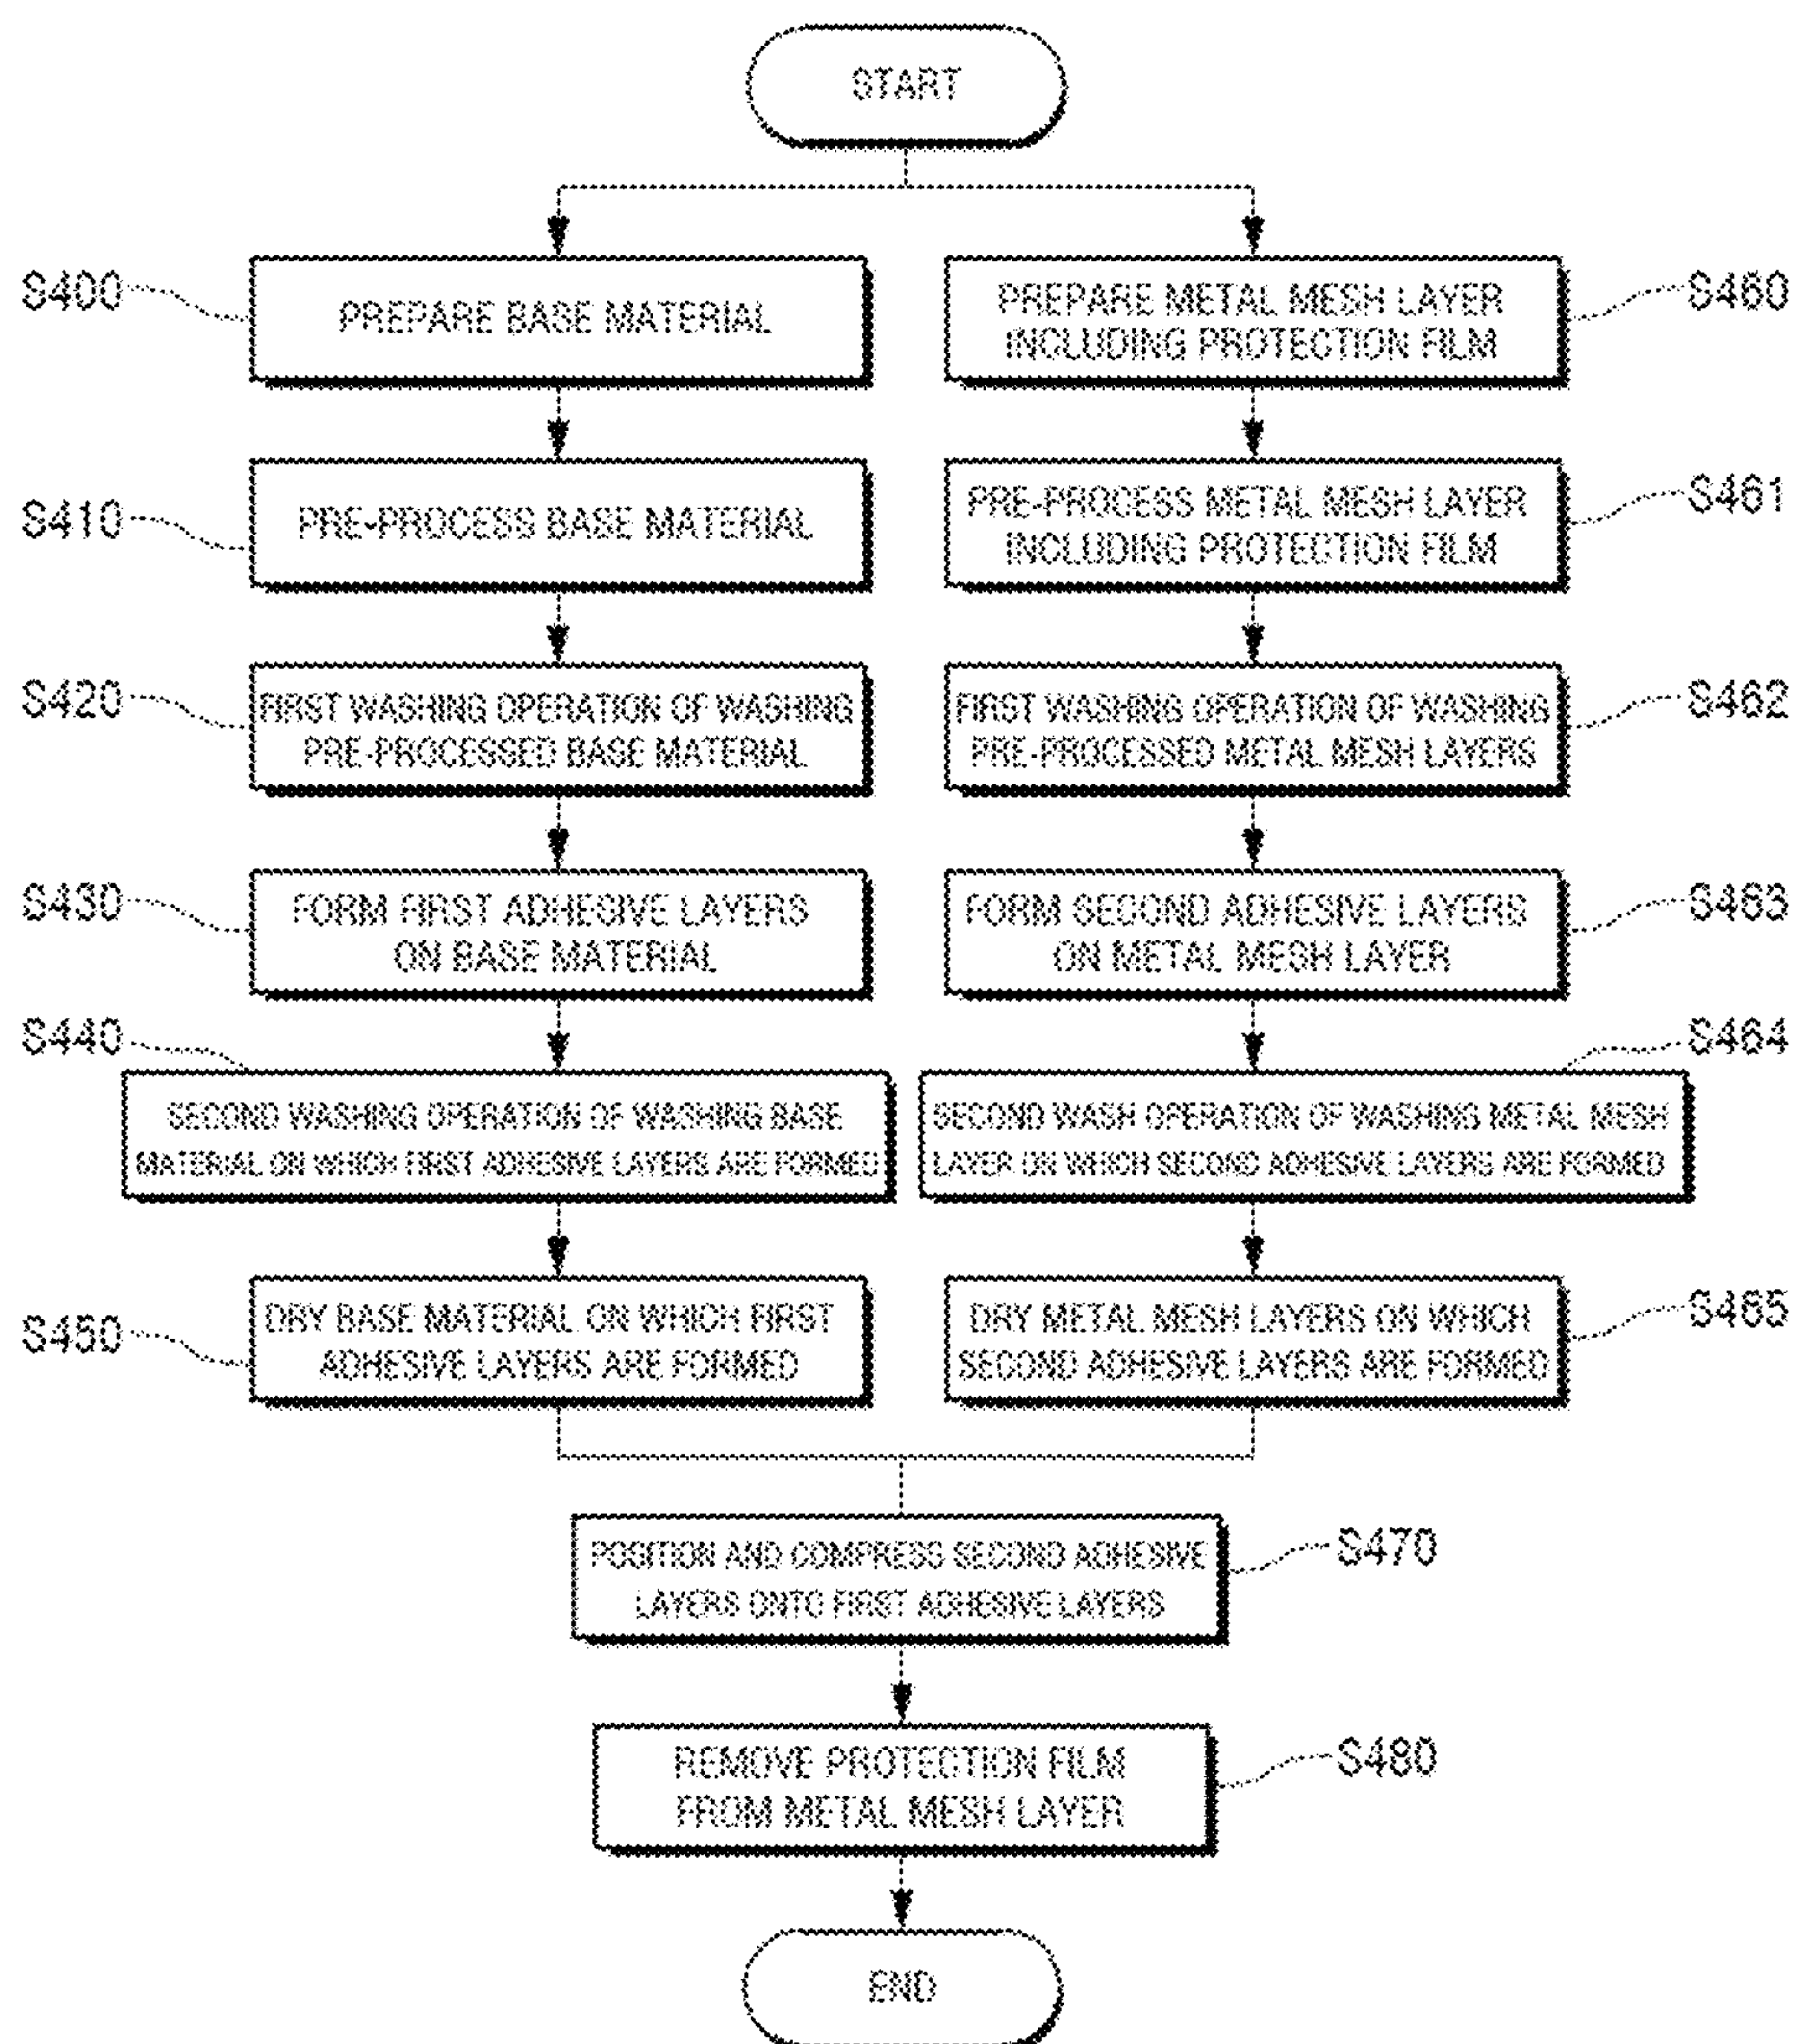 START
S400
PREPARE BASE MATERIAL
PREPARE METAL MESH LAYER
INCLUDING PROTECTION FILM
S460
S410
PRE-PROCESS BASE MATERIAL
PRE-PROCESS METAL MESH LAYER
INCLUDING PROTECTION FILM
S461
S420
FIRST WASHING OPERATION OF WASHING
PRE-PROCESSED BASE MATERIAL
FIRST WASHING OPERATION OF WASHING
PRE-PROCESSED METAL MESH LAYERS
S462
S430
FORM FIRST ADHESIVE LAYERS
ON BASE MATERIAL
FORM SECOND ADHESIVE LAYERS
ON METAL MESH LAYER
S463
S440
SECOND WASHING OPERATION OF WASHING BASE
MATERIAL ON WHICH FIRST ADHESIVE LAYERS ARE FORMED
SECOND WASH OPERATION OF WASHING METAL MESH
LAYER ON WHICH SECOND ADHESIVE LAYERS ARE FORMED
S464
S450
DRY BASE MATERIAL ON WHICH FIRST
ADHESIVE LAYERS ARE FORMED
DRY METAL MESH LAYERS ON WHICH
SECOND ADHESIVE LAYERS ARE FORMED
S465
POSITION AND COMPRESS SECOND ADHESIVE
LAYERS ONTO FIRST ADHESIVE LAYERS
S470
REMOVE PROTECTION FILM
FROM METAL MESH LAYER
S480
END